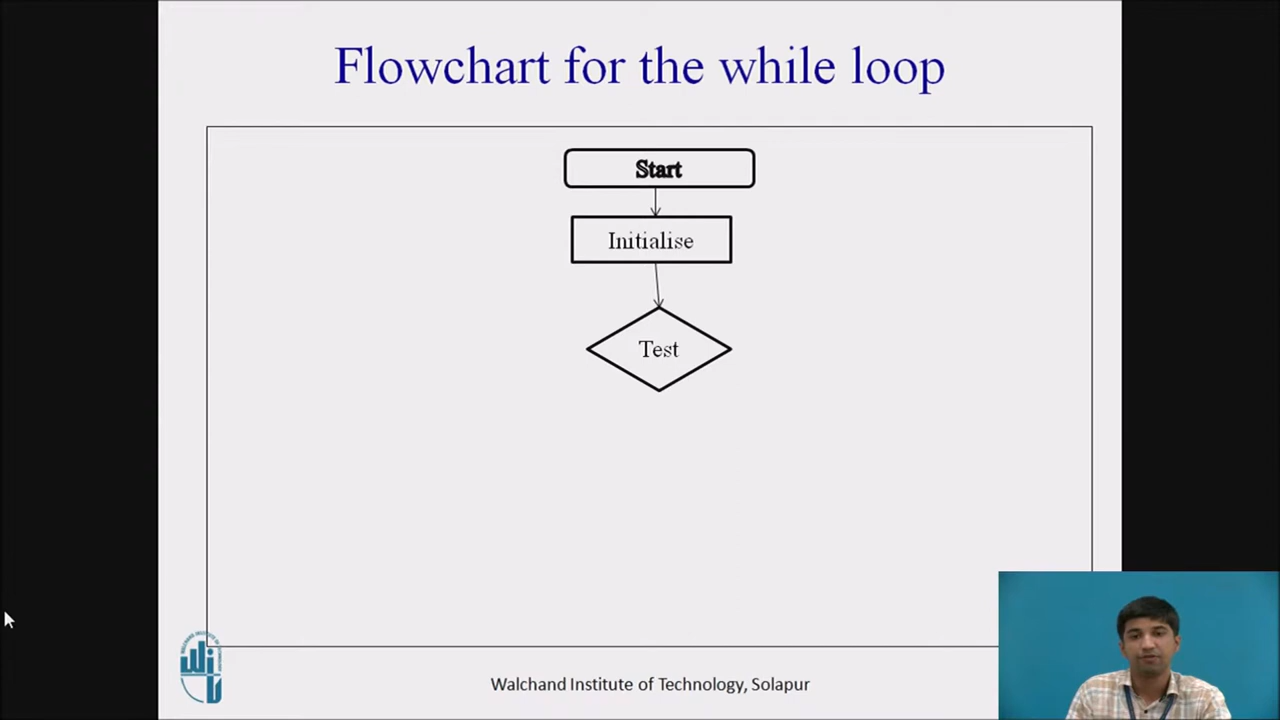 Flowchart for the while loop
Start
Initialise
Test
Walchand Institute of Technology, Solapur